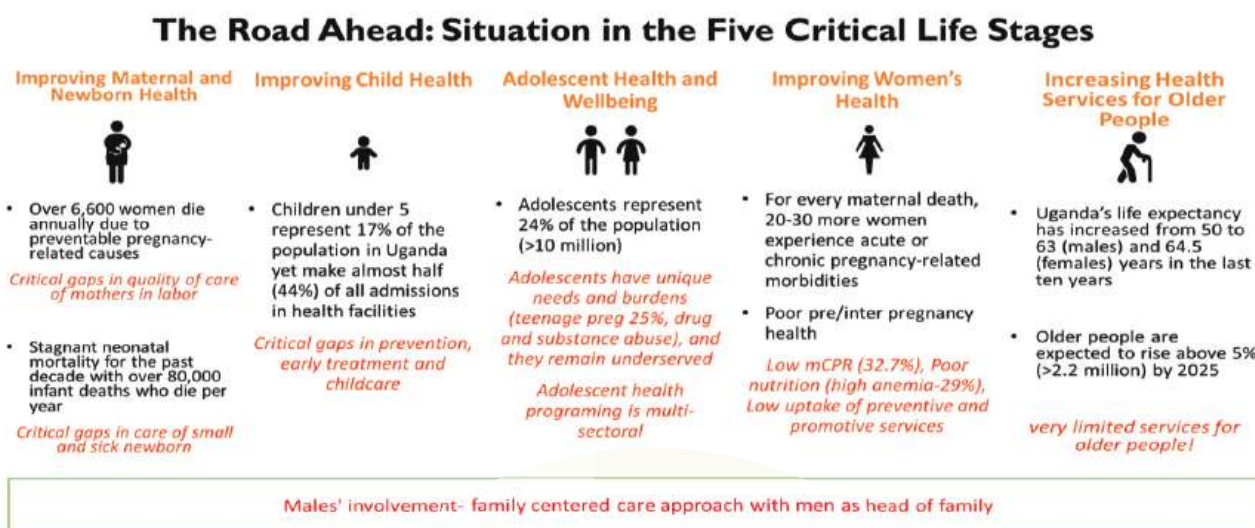 The Road Ahead: Situation in the Five Critical Life Stages
Improving Maternal and
Newborn Health
• Over 6,600 women die
annually due to
preventable pregnancy-
related causes
Critical gaps in quality of care
of mothers in labor
• Stagnant neonatal
mortality for the past
decade with over 80,000
infant deaths who die per
year
Critical gaps in care of small
and sick newborn
Improving Child Health
• Children under 5
represent 17% of the
population in Uganda
yet make almost half
(44%) of all admissions
in health facilities
Critical gaps in prevention,
early treatment and
childcare
Adolescent Health and
Wellbeing
• Adolescents represent
24% of the population
(>10 million)
Adolescents have unique
needs and burdens
(teenage preg 25%, drug
and substance abuse), and
they remain underserved
Adolescent health
programing is multi-
sectoral
Improving Women's
Health
• For every maternal death,
20-30 more women
experience acute or
chronic pregnancy-related
morbidities
• Poor pre/inter pregnancy
health
Low mCPR (32.7%), Poor
nutrition (high anemia-29%),
Low uptake of preventive and
promotive services
Increasing Health
Services for Older
People
• Uganda's life expectancy
has increased from 50 to
63 (males) and 64.5
(females) years in the last
ten years
• Older people are
expected to rise above 5%
(>2.2 million) by 2025
very limited services for
older people!
Males' involvement- family centered care approach with men as head of family